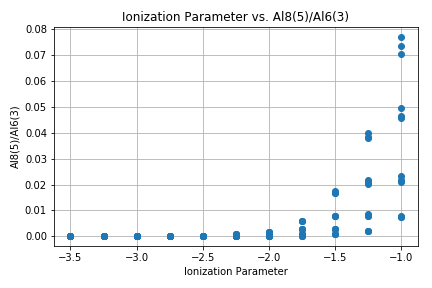 Ionization Parameter vs. Al8(5)/Al6(3)
0.08
0.07
0.06
0.05
0.04
0.03
0.02
0.01
0.00
Al8(5)/Al6(3)
−3.5 −3.0 −2.5 −2.0 −1.5 −1.0
Ionization Parameter